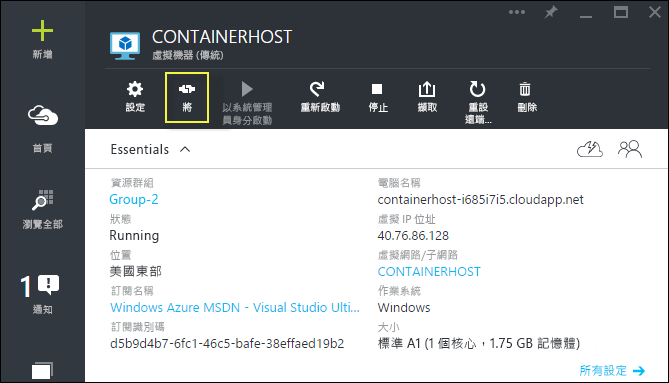 新增
首頁
瀏覽全部
1
通知
CONTAINERHOST
虛擬機器 (傳統)
設定
將
以系統管理
員身分啟動
重新啟動
停止
擷取
重設
遠端...
刪除
Essentials
資源群組
Group-2
狀態
Running
位置
美國東部
訂閱名稱
Windows Azure MSDN - Visual Studio Ulti...
訂閱識別碼
d5b9d4b7-6fc1-46c5-bafe-38effaed19b2
電腦名稱
containerhost-i685i7i5.cloudapp.net
虛擬 IP 位址
40.76.86.128
虛擬網路/子網路
CONTAINERHOST
作業系統
Windows
大小
標準 A1 (1 個核心，1.75 GB 記憶體)
所有設定